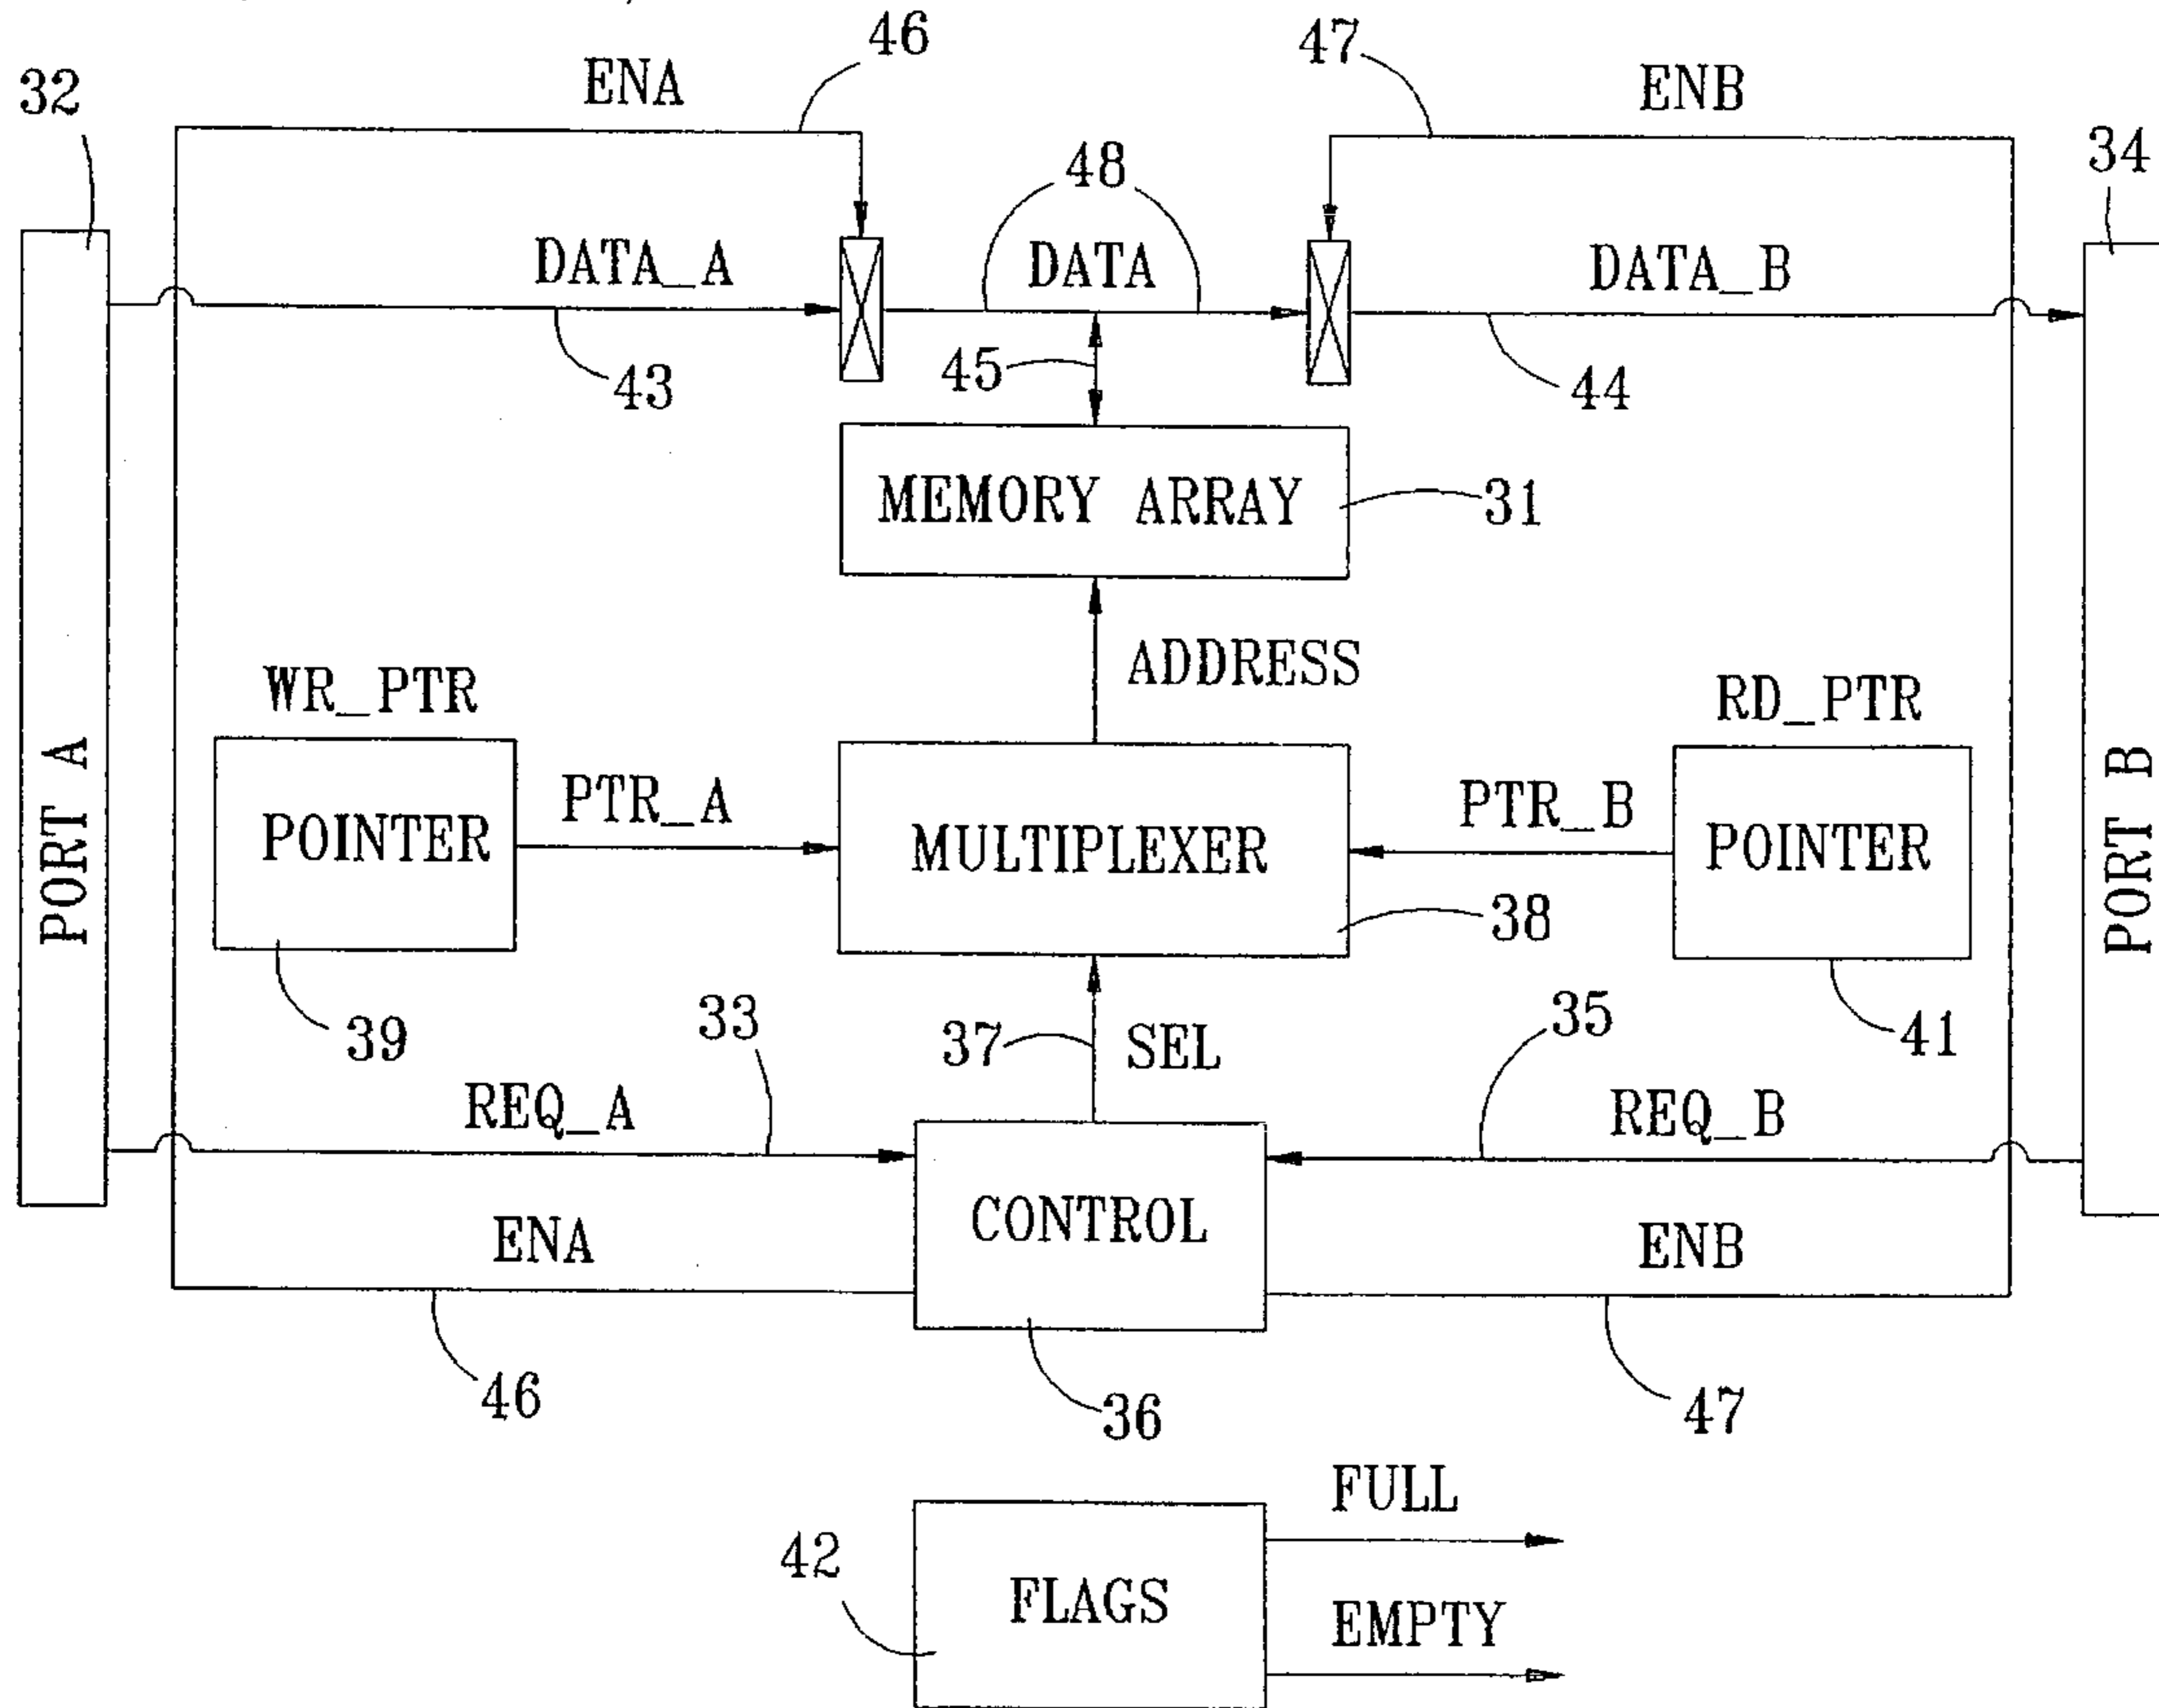 46
47
ENA
ENB
32
34
48
DATA_A
DATA
DATA_B
43
45
44
MEMORY ARRAY
31
ADDRESS
WR_PTR
RD_PTR
PORT A
POINTER
PTR_A
MULTIPLEXER
PTR_B
POINTER
PORT B
38
39
33
37
SEL
35
41
REQ_A
REQ_B
CONTROL
ENA
ENB
46
36
47
FULL
42
FLAGS
EMPTY